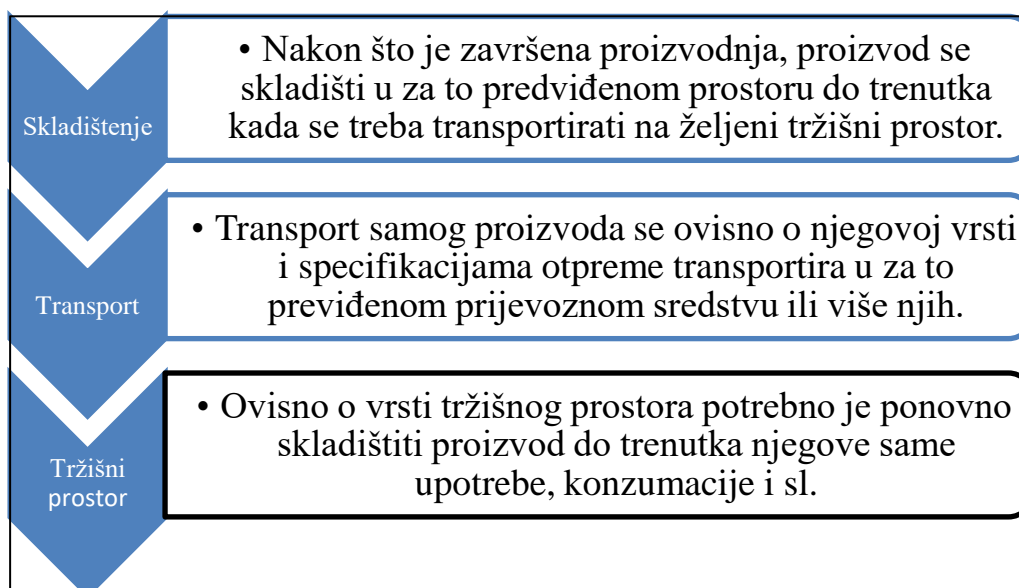 Skladištenje
• Nakon što je završena proizvodnja, proizvod se
skladišti u za to predviđenom prostoru do trenutka
kada se treba transportirati na željeni tržišni prostor.
Transport
• Transport samog proizvoda se ovisno o njegovoj vrsti
i specifikacijama otpreme transportira u za to
previđenom prijevoznom sredstvu ili više njih.
Tržišni
prostor
• Ovisno o vrsti tržišnog prostora potrebno je ponovno
skladištiti proizvod do trenutka njegove same
upotrebe, konzumacije i sl.